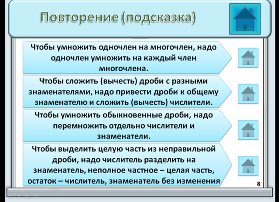 Повторение (подсказка)
Чтобы умножить одночлен на многочлен, надо
одночлен умножить на каждый член
многочлена.
Чтобы сложить (вычесть) дроби с разными
знаменателями, надо привести дроби к общему
знаменателю и сложить (вычесть) числители.
Чтобы умножить обыкновенные дроби, надо
перемножить отдельно числители и
знаменатели.
Чтобы выделить целую часть из неправильной
дроби, надо числитель разделить на
знаменатель, неполное частное – целая часть,
остаток – числитель, знаменатель без изменения
8